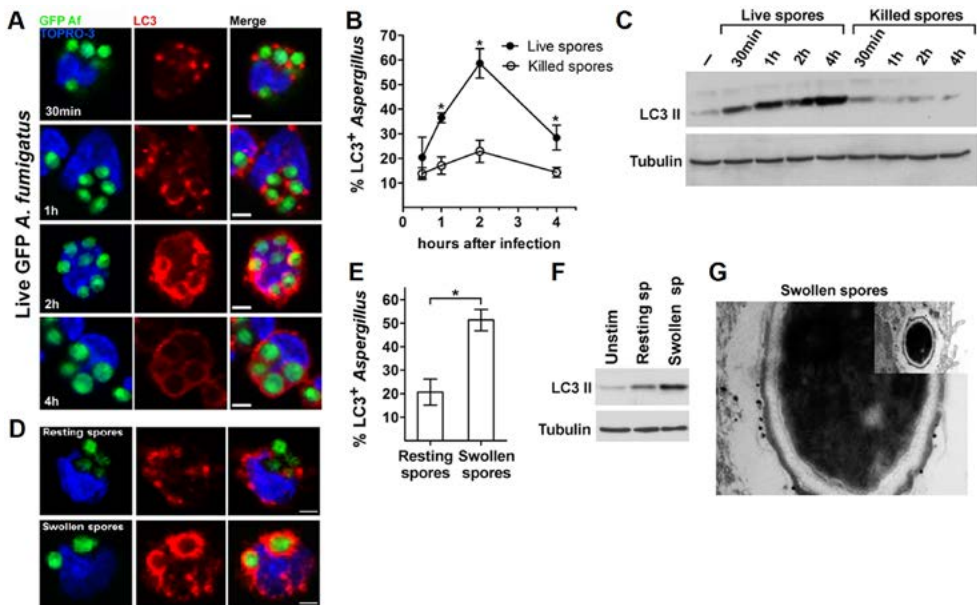 A
GFP Af
TOPRO-3
LC3
Merge
Live GFP A. fumigatus
30min
1h
2h
4h
B
% LC3+ Aspergillus
70
60
50
40
30
20
10
0 1 2 3 4
hours after infection
Live spores
Killed spores
*
*
*
C
Live spores
Killed spores
– 30min 1h 2h 4h 30min 1h 2h 4h
LC3 II
Tubulin
D
Resting spores
Swollen spores
E
% LC3+ Aspergillus
60
50
40
30
20
10
*
Resting spores
Swollen spores
F
Unstim
Resting sp
Swollen sp
LC3 II
Tubulin
G
Swollen spores